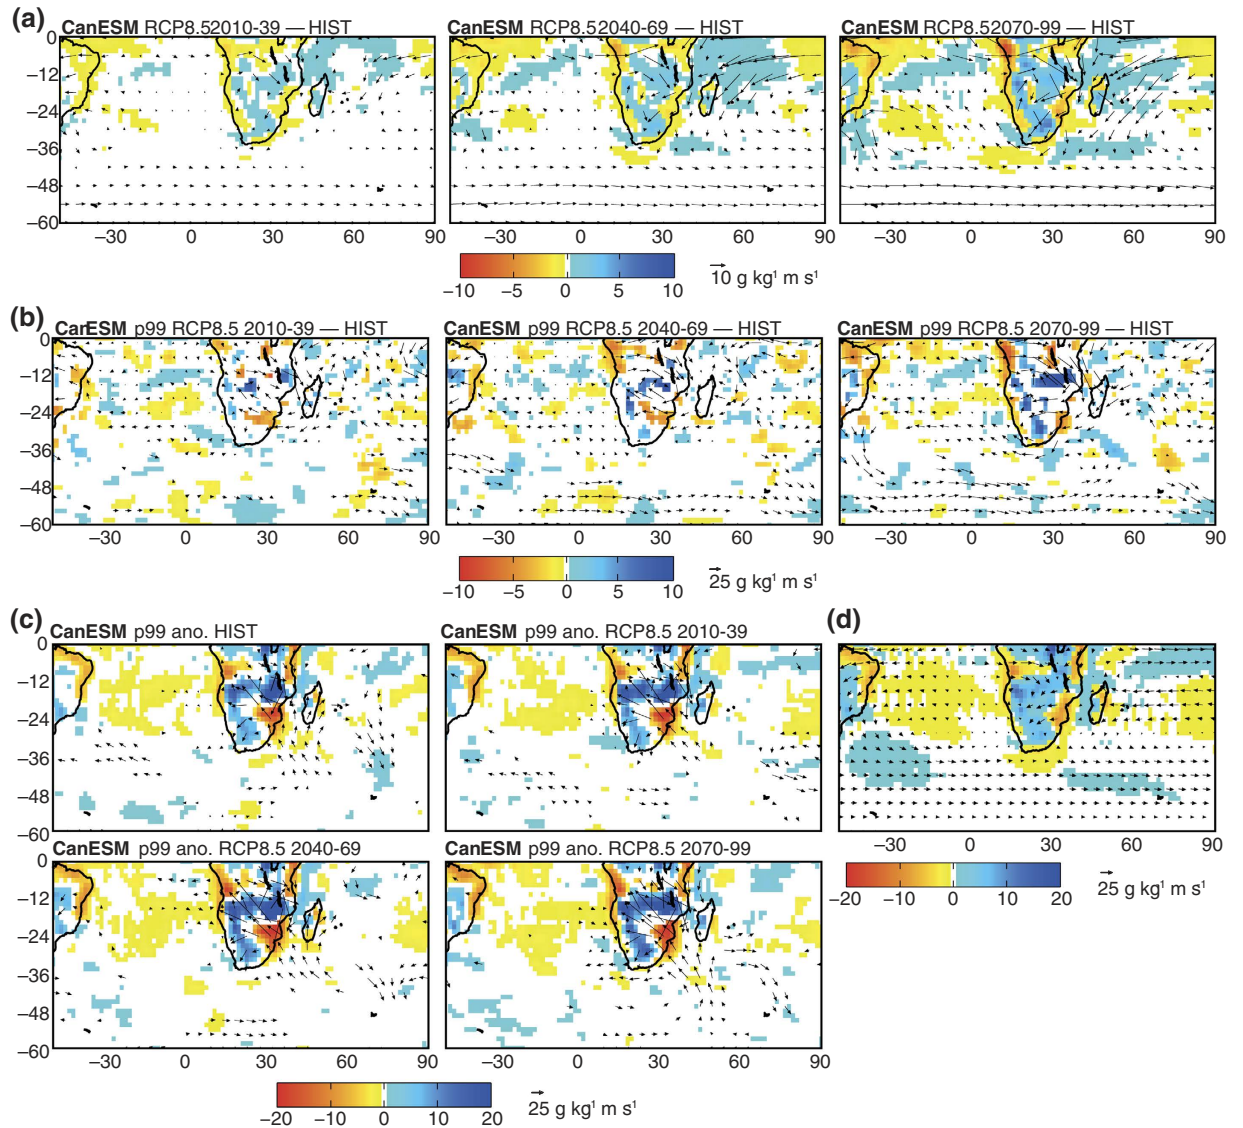 (a)
CanESM RCP8.5 2010-39 — HIST
CanESM RCP8.5 2040-69 — HIST
CanESM RCP8.5 2070-99 — HIST
0
−12
−24
−36
−48
−60
−30 0 30 60 90
−30 0 30 60 90
−30 0 30 60 90
−10 −5 0 5 10
10 g kg¹ m s¹
(b)
CanESM p99 RCP8.5 2010-39 — HIST
CanESM p99 RCP8.5 2040-69 — HIST
CanESM p99 RCP8.5 2070-99 — HIST
0
−12
−24
−36
−48
−60
−30 0 30 60 90
−30 0 30 60 90
−30 0 30 60 90
−10 −5 0 5 10
25 g kg¹ m s¹
(c)
CanESM p99 ano. HIST
CanESM p99 ano. RCP8.5 2010-39
(d)
0
−12
−24
−36
−48
−60
−30 0 30 60 90
−20 −10 0 10 20
25 g kg¹ m s¹
CanESM p99 ano. RCP8.5 2040-69
CanESM p99 ano. RCP8.5 2070-99
0
−12
−24
−36
−48
−60
−30 0 30 60 90
−30 0 30 60 90
−20 −10 0 10 20
25 g kg¹ m s¹